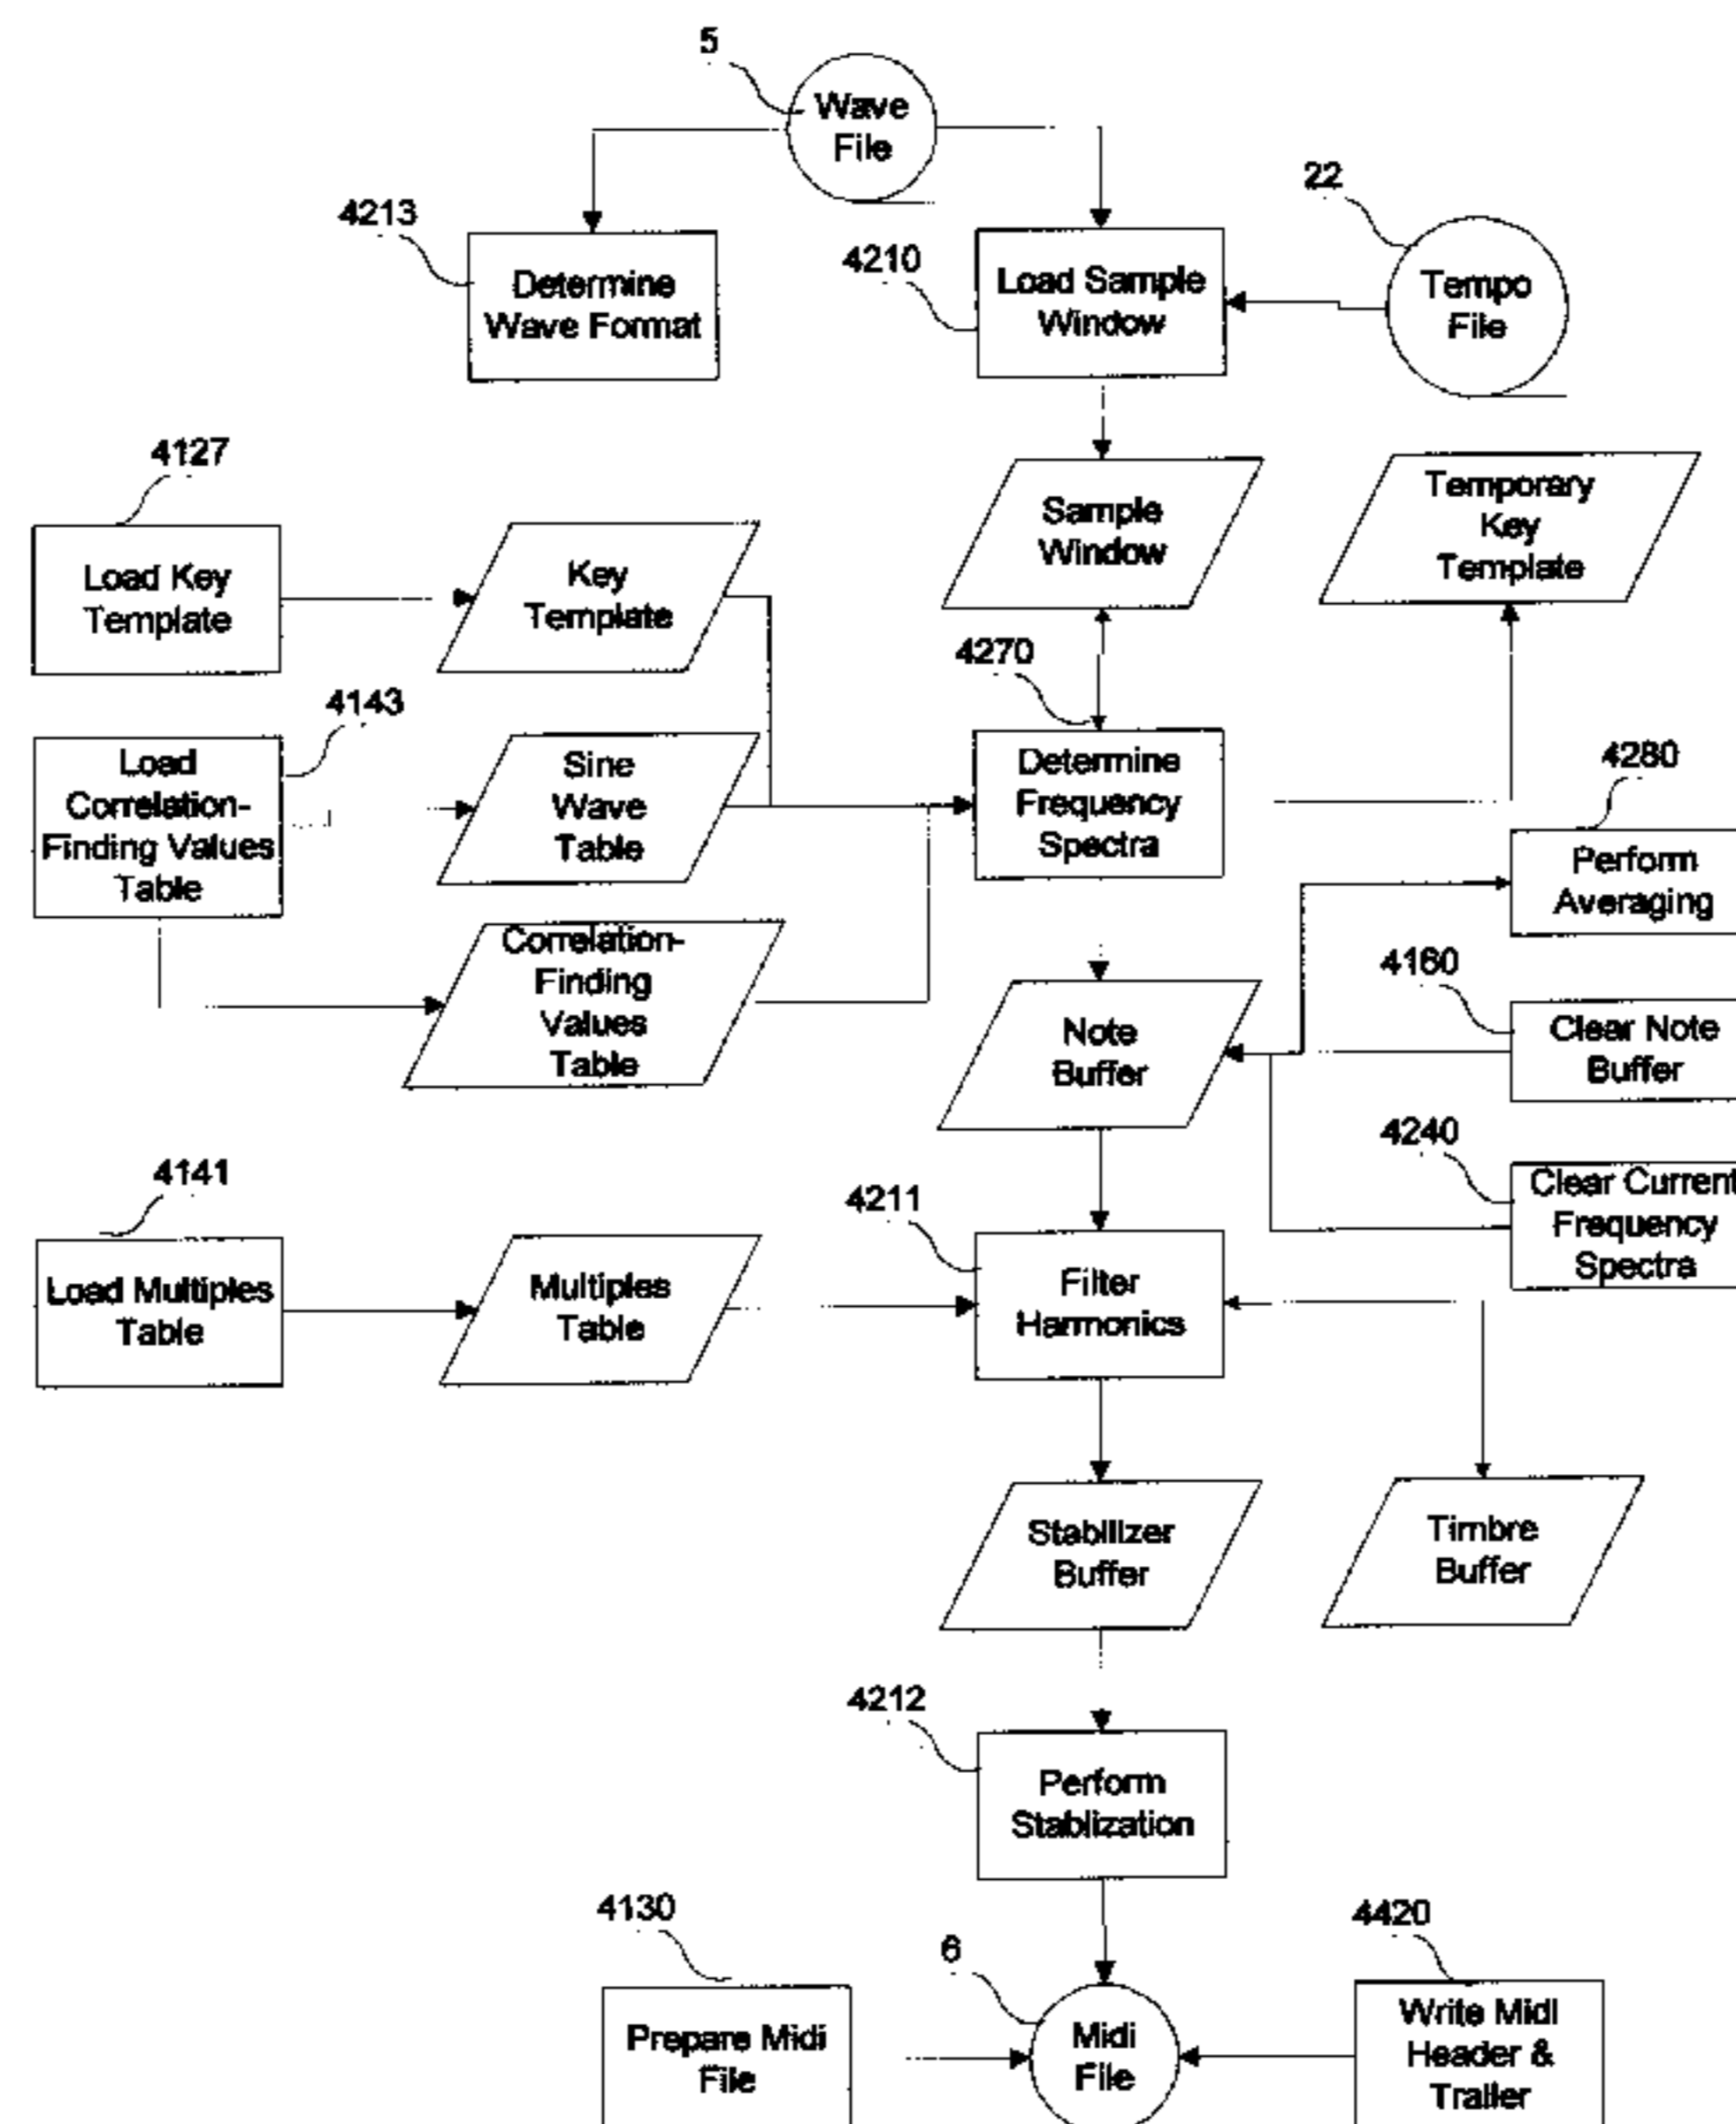 5
Wave
File
22
4213
4210
Determine
Wave Format
Load Sample
Window
Tempo
File
4127
Load Key
Template
Key
Template
Sample
Window
Temporary
Key
Template
4143
4270
Load
Correlation-
Finding Values
Table
Sine
Wave
Table
Determine
Frequency
Spectra
4280
Perform
Averaging
Correlation-
Finding
Values
Table
Note
Buffer
4160
Clear Note
Buffer
4240
Clear Current
Frequency
Spectra
4141
4211
Load Multiples
Table
Multiples
Table
Filter
Harmonics
Stabilizer
Buffer
Timbre
Buffer
4212
Perform
Stablization
4130
6
4420
Prepare Midi
File
Midi
File
Write Midi
Header &
Trailer